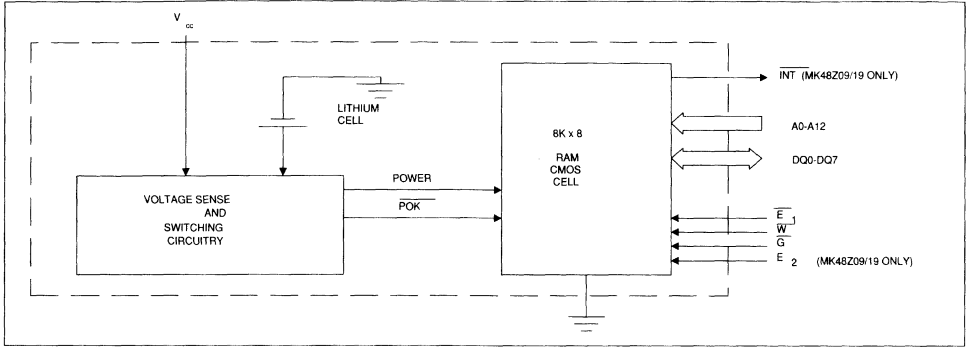 V
cc
INT (MK48Z09/19 ONLY)
LITHIUM
CELL
8K x 8
RAM
CMOS
CELL
A0-A12
DQ0-DQ7
POWER
POK
VOLTAGE SENSE
AND
SWITCHING
CIRCUITRY
E 1
W
G
E 2 (MK48Z09/19 ONLY)